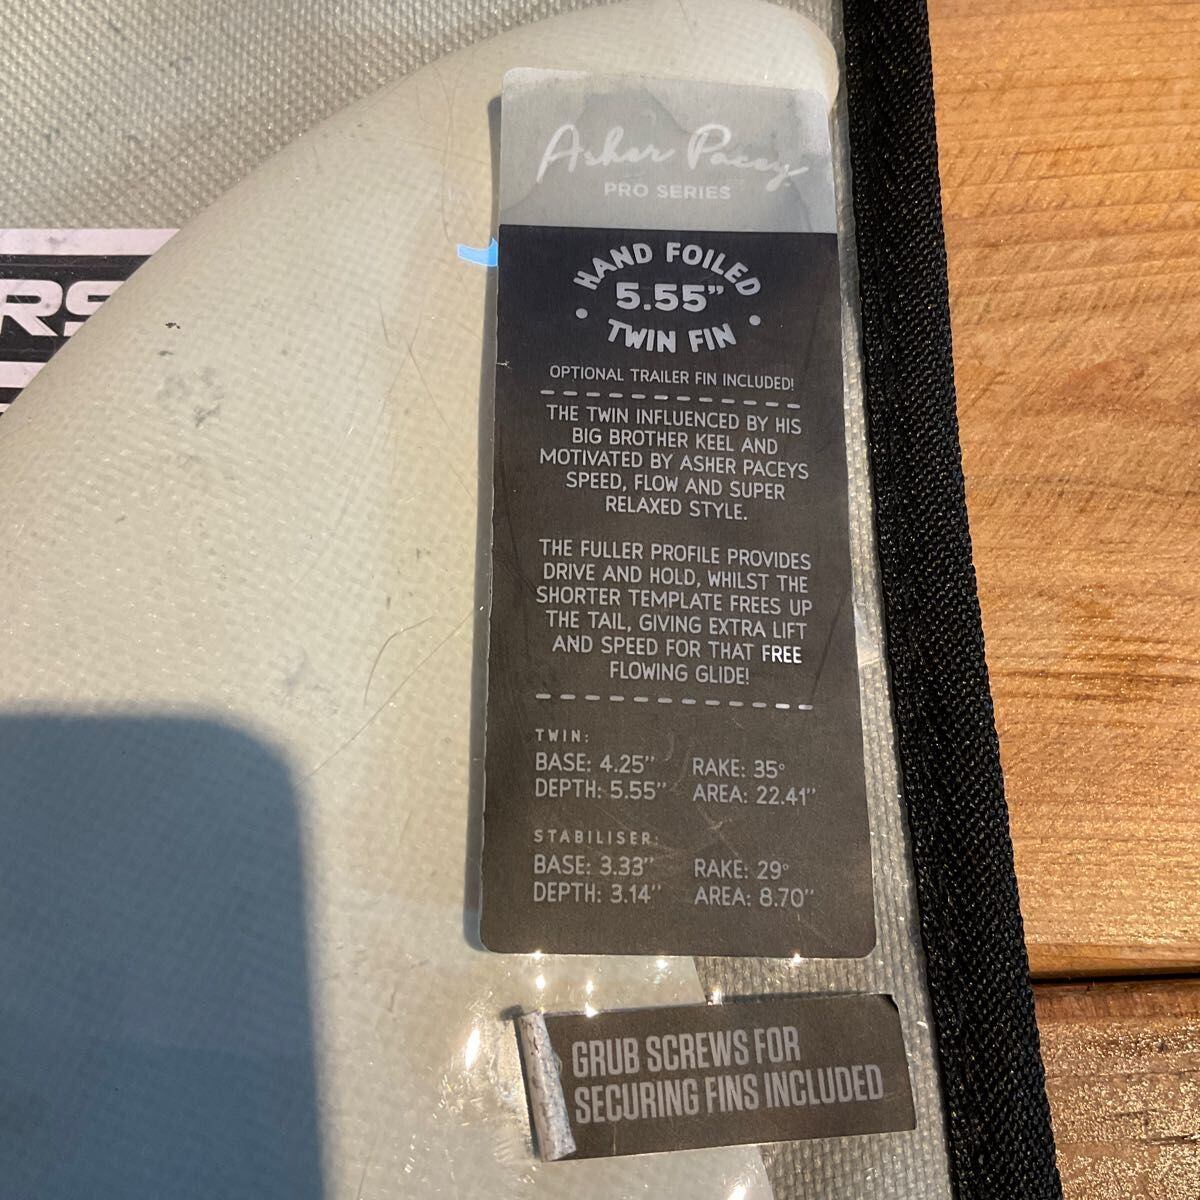 RS
Asher Pacey
PRO SERIES
HAND FOILED
5.55”
• TWIN FIN •
OPTIONAL TRAILER FIN INCLUDED!
THE TWIN INFLUENCED BY HIS
BIG BROTHER KEEL AND
MOTIVATED BY ASHER PACEYS
SPEED, FLOW AND SUPER
RELAXED STYLE.
THE FULLER PROFILE PROVIDES
DRIVE AND HOLD, WHILST THE
SHORTER TEMPLATE FREES UP
THE TAIL, GIVING EXTRA LIFT
AND SPEED FOR THAT FREE
FLOWING GLIDE!
TWIN:
BASE: 4.25” RAKE: 35°
DEPTH: 5.55” AREA: 22.41”
STABILISER:
BASE: 3.33” RAKE: 29°
DEPTH: 3.14” AREA: 8.70”
GRUB SCREWS FOR
SECURING FINS INCLUDED